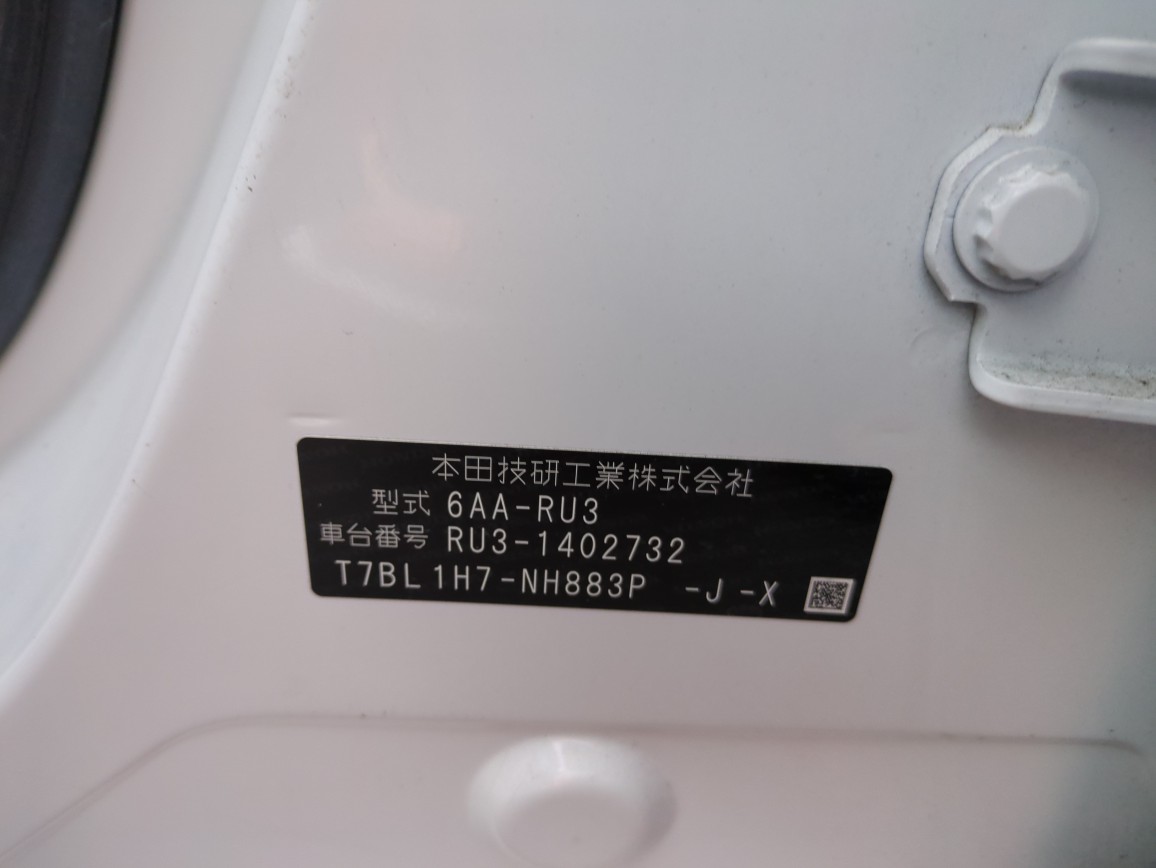 本田技研工業株式会社
型式 6AA-RU3
車台番号 RU3-1402732
T7BL1H7-NH883P -J -X